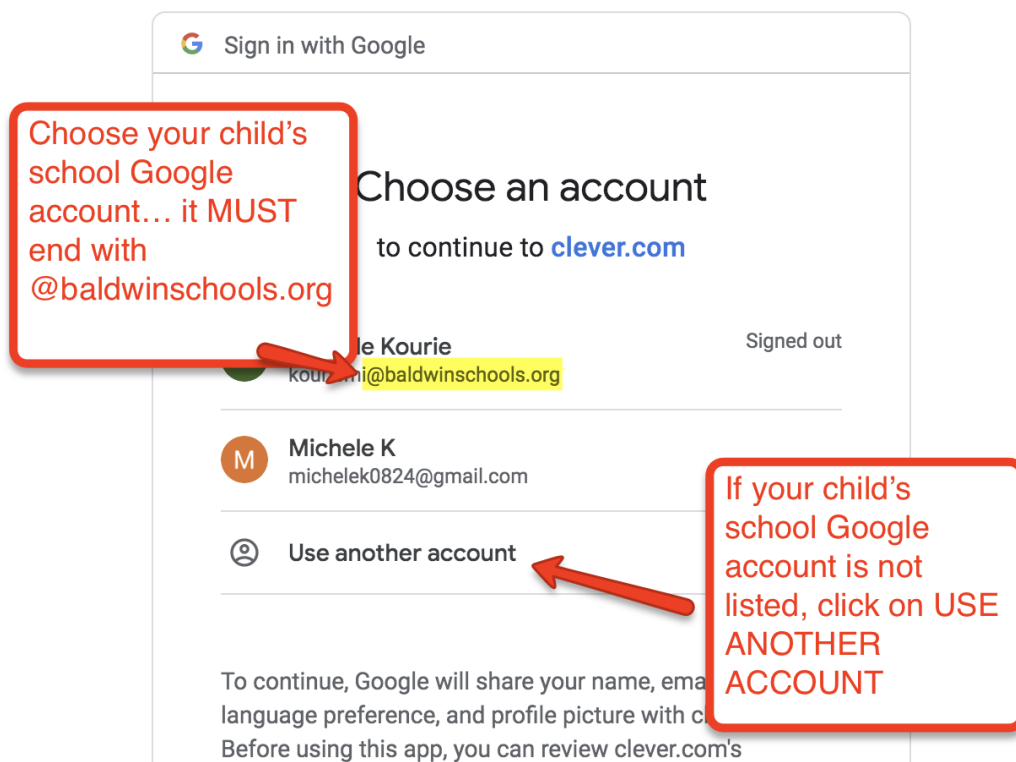 Sign in with Google
Choose your child's
school Google
account... it MUST
end with
@baldwinschools.org
Choose an account
to continue to clever.com
Kourie
Signed out
@baldwinschools.org
M
Michele K
michelek0824@gmail.com
Use another account
If your child's
school Google
account is not
listed, click on USE
ANOTHER
ACCOUNT
To continue, Google will share your name,
language preference, and profile picture with
Before using this app, you can review clever.com's